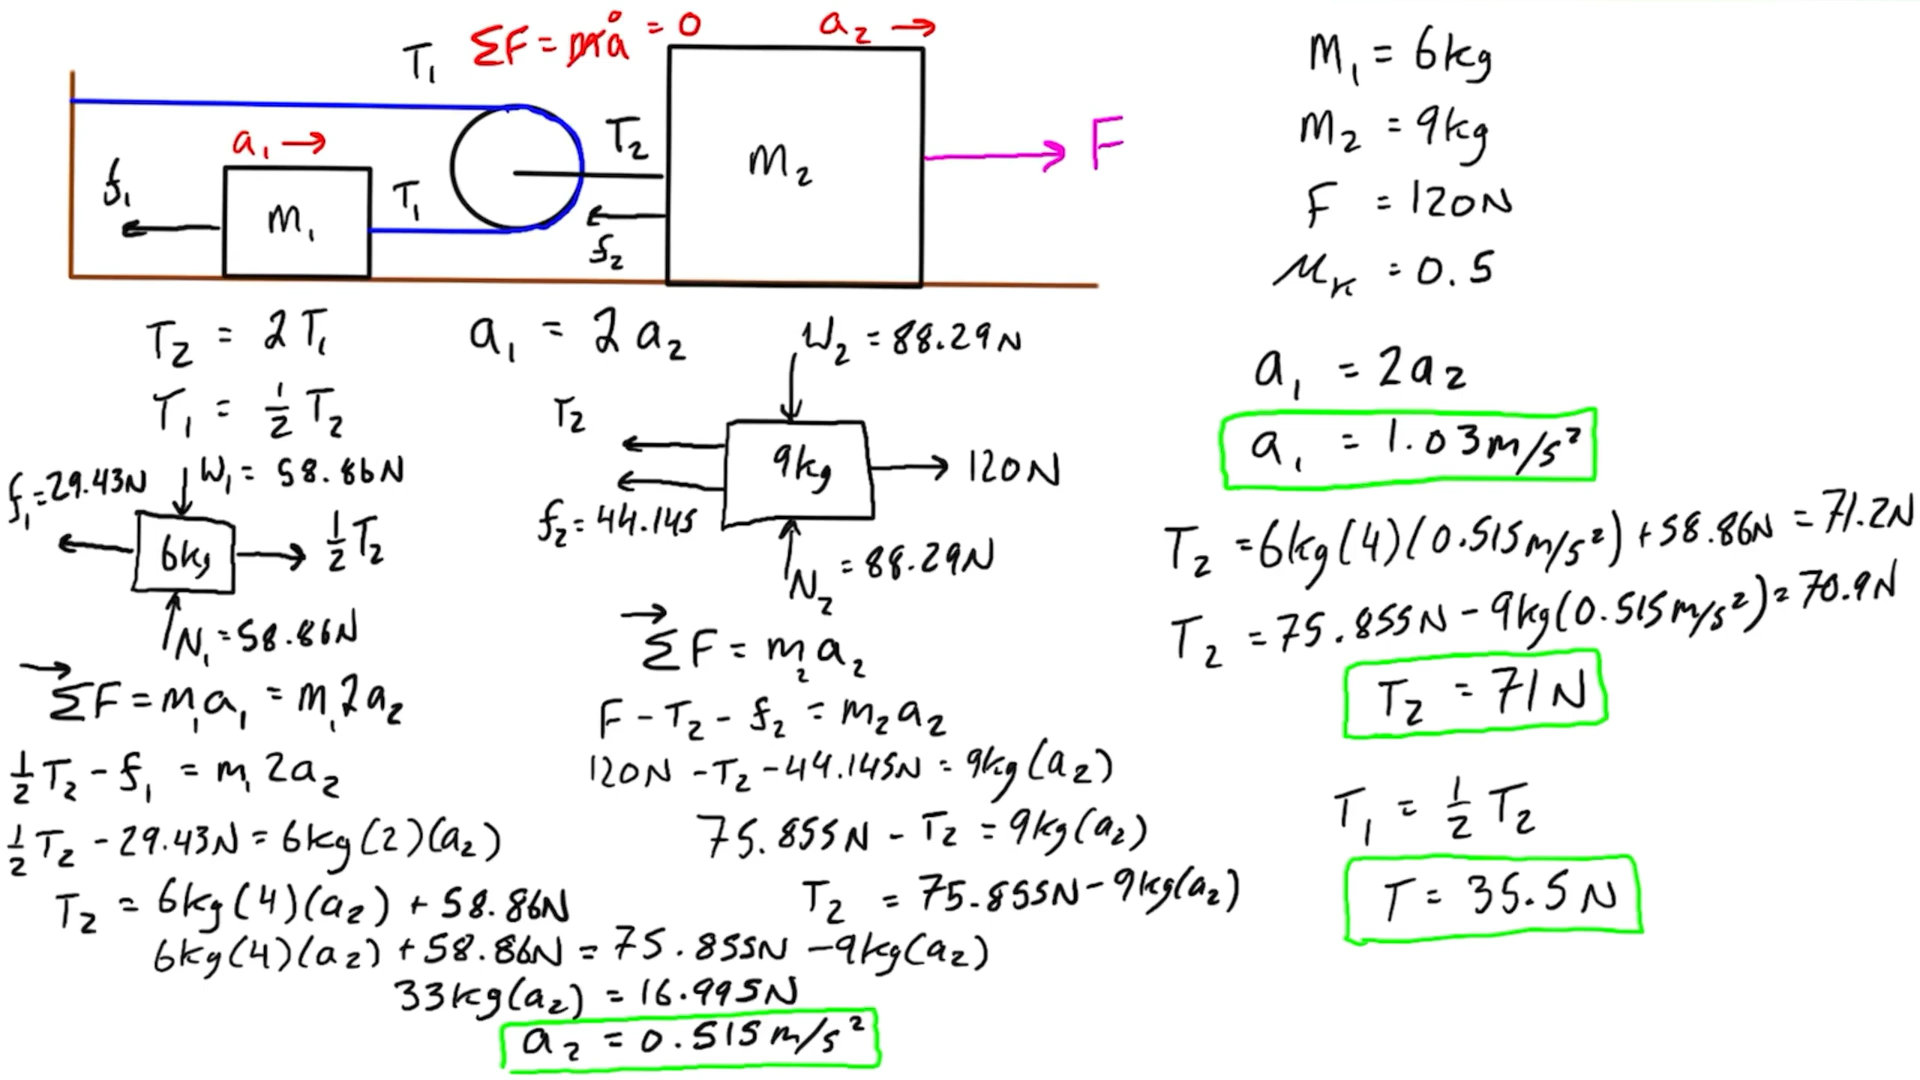 ΣF = ma⁰ = 0
a₂ →
T₁
a₁ →
T₂
f₁
m₁
T₁
m₂
F
f₂
m₁ = 6kg
m₂ = 9kg
F = 120N
μₖ = 0.5
T₂ = 2T₁
T₁ = ½ T₂
a₁ = 2a₂
f₁ = 29.43N
W₁ = 58.86N
6kg
½T₂
N₁ = 58.86N
W₂ = 88.29N
T₂
9kg
120N
f₂ = 44.145
N₂ = 88.29N
ΣF = m₁a₁ = m₁2a₂
½T₂ - f₁ = m₁2a₂
½T₂ - 29.43N = 6kg(2)(a₂)
T₂ = 6kg(4)(a₂) + 58.86N
ΣF = m₂a₂
F - T₂ - f₂ = m₂a₂
120N - T₂ - 44.145N = 9kg(a₂)
75.855N - T₂ = 9kg(a₂)
T₂ = 75.855N - 9kg(a₂)
6kg(4)(a₂) + 58.86N = 75.855N - 9kg(a₂)
33kg(a₂) = 16.995N
a₂ = 0.515m/s²
a₁ = 2a₂
a₁ = 1.03m/s²
T₂ = 6kg(4)(0.515m/s²) + 58.86N = 71.2N
T₂ = 75.855N - 9kg(0.515m/s²) = 70.9N
T₂ = 71N
T₁ = ½ T₂
T = 35.5N